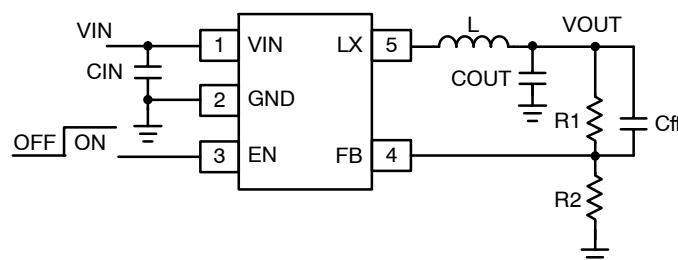 VIN
CIN
1
VIN
LX
5
L
VOUT
COUT
2
GND
R1
Cff
OFF
ON
3
EN
FB
4
R2